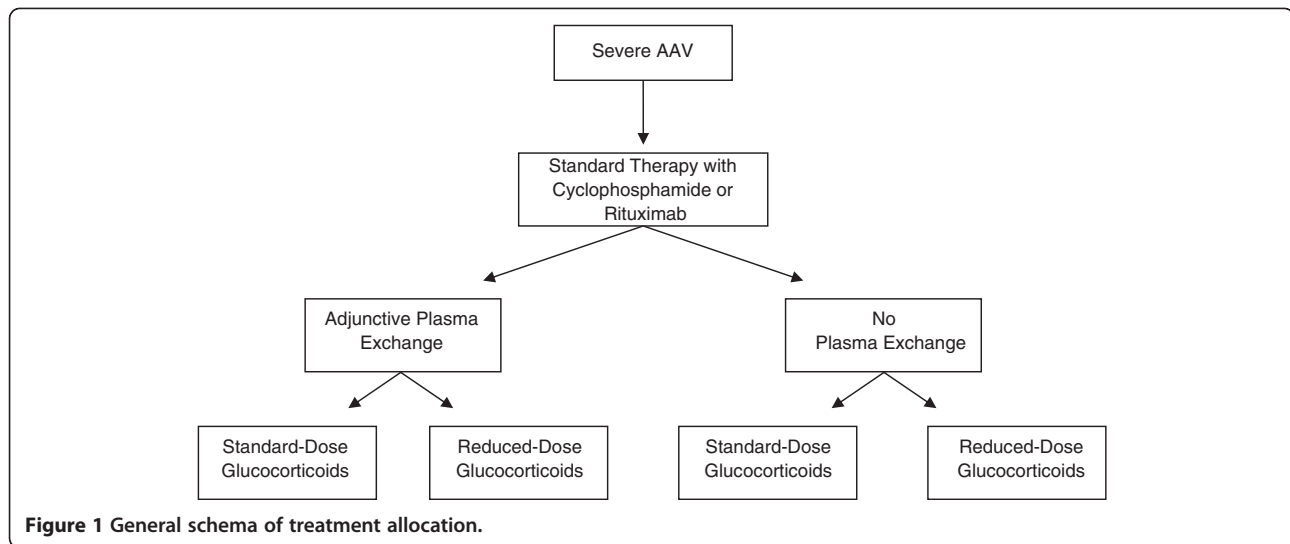 Severe AAV
Standard Therapy with
Cyclophosphamide or
Rituximab
Adjunctive Plasma
Exchange
No
Plasma Exchange
Standard-Dose
Glucocorticoids
Reduced-Dose
Glucocorticoids
Standard-Dose
Glucocorticoids
Reduced-Dose
Glucocorticoids
Figure 1 General schema of treatment allocation.